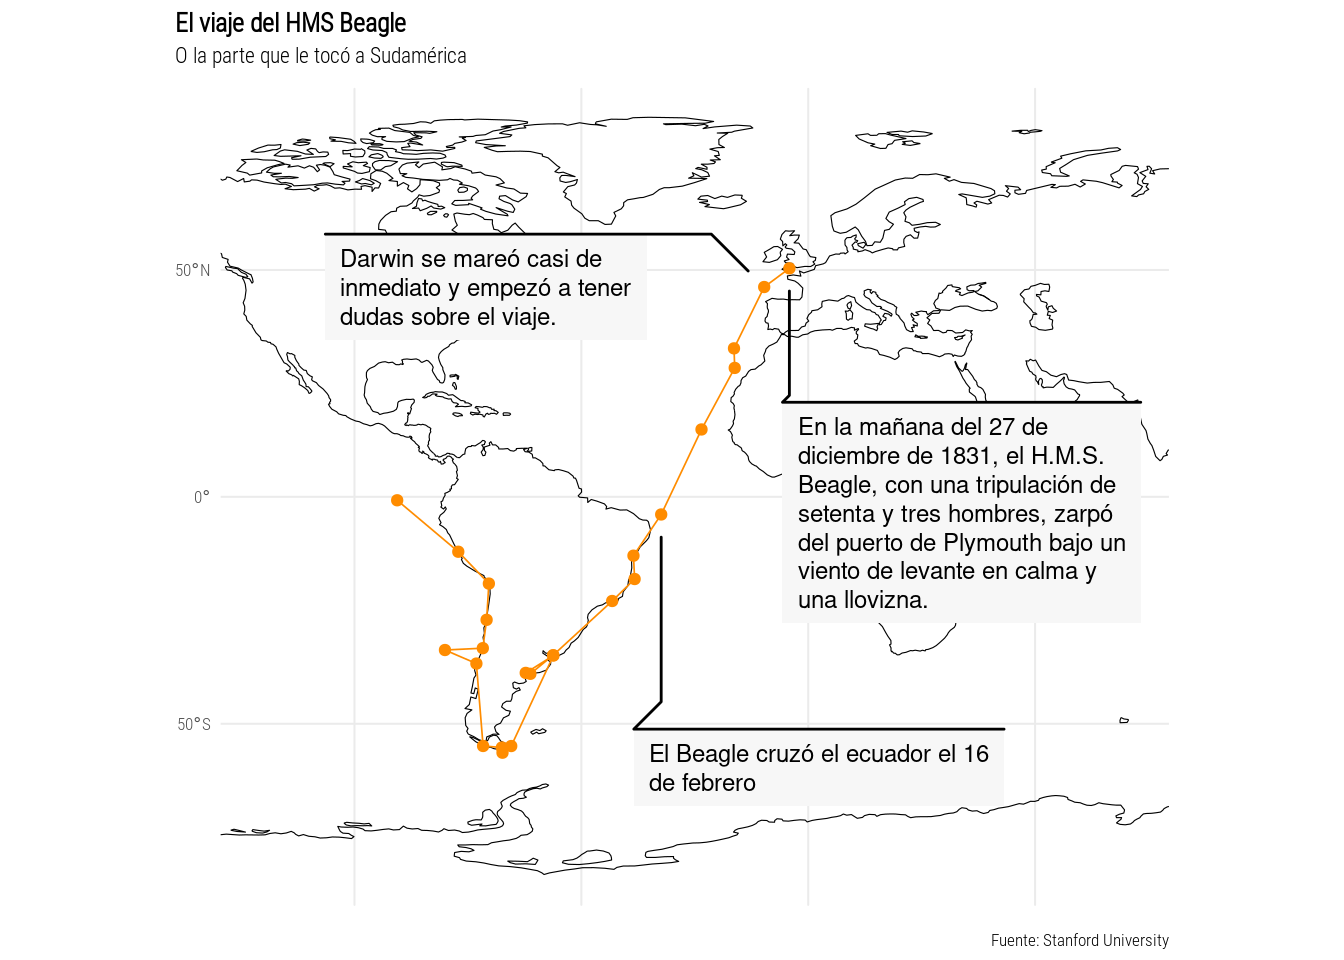 El viaje del HMS Beagle
O la parte que le tocó a Sudamérica
Darwin se mareó casi de
inmediato y empezó a tener
dudas sobre el viaje.
50°N
En la mañana del 27 de
diciembre de 1831, el H.M.S.
Beagle, con una tripulación de
setenta y tres hombres, zarpó
del puerto de Plymouth bajo un
viento de levante en calma y
una llovizna.
0°
50°S
El Beagle cruzó el ecuador el 16
de febrero
Fuente: Stanford University